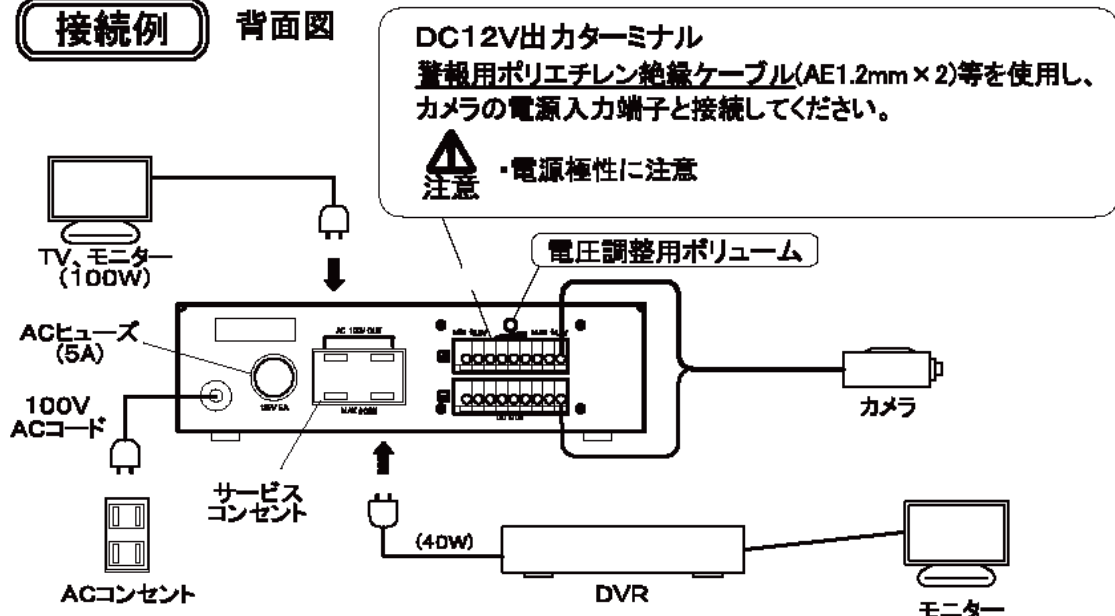 接続例
背面図
DC12V出力ターミナル
警報用ポリエチレン絶縁ケーブル(AE1.2mm×2)等を使用し、
カメラの電源入力端子と接続してください。
注意
・電源極性に注意
TV、モニター
(100W)
電圧調整用ボリューム
ACヒューズ
(5A)
AC 100V OUT
100V
ACコード
カメラ
サービス
コンセント
(40W)
ACコンセント
DVR
モニター